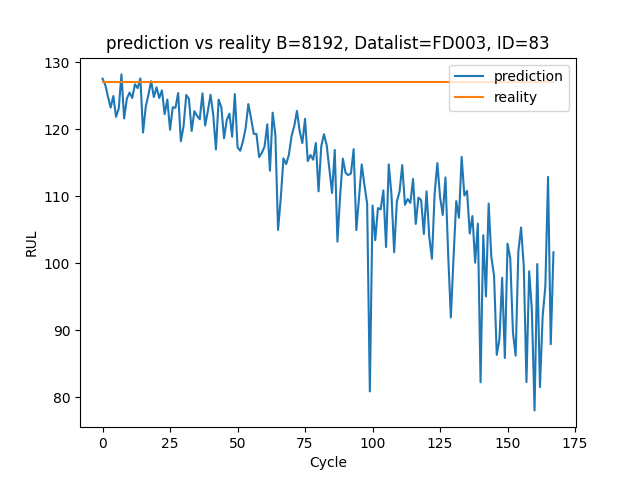 prediction vs reality B=8192, Datalist=FD003, ID=83
130
120
110
100
90
80
RUL
prediction
reality
0 25 50 75 100 125 150 175
Cycle